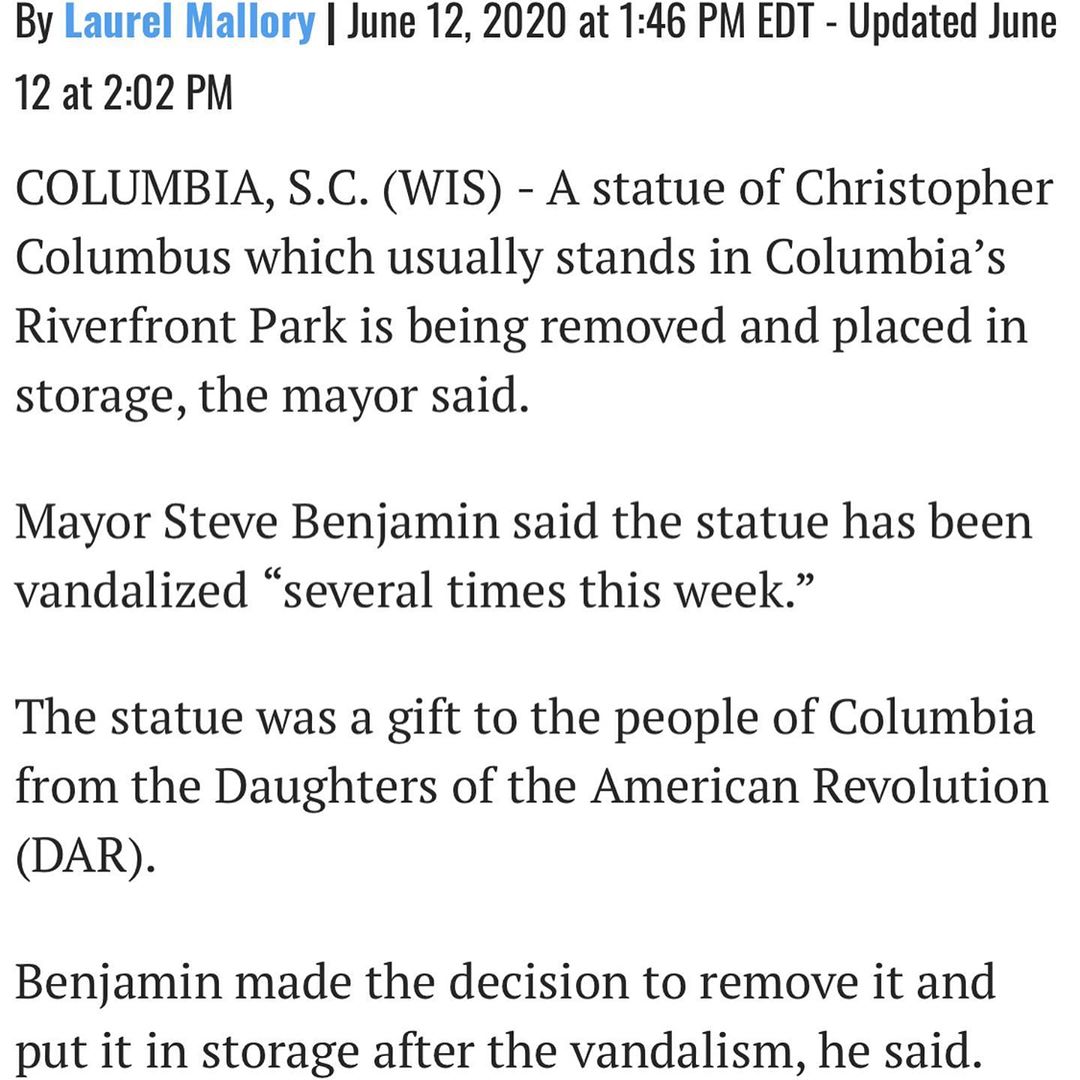 By Laurel Mallory | June 12, 2020 at 1:46 PM EDT - Updated June
12 at 2:02 PM
COLUMBIA, S.C. (WIS) - A statue of Christopher
Columbus which usually stands in Columbia’s
Riverfront Park is being removed and placed in
storage, the mayor said.
Mayor Steve Benjamin said the statue has been
vandalized “several times this week.”
The statue was a gift to the people of Columbia
from the Daughters of the American Revolution
(DAR).
Benjamin made the decision to remove it and
put it in storage after the vandalism, he said.